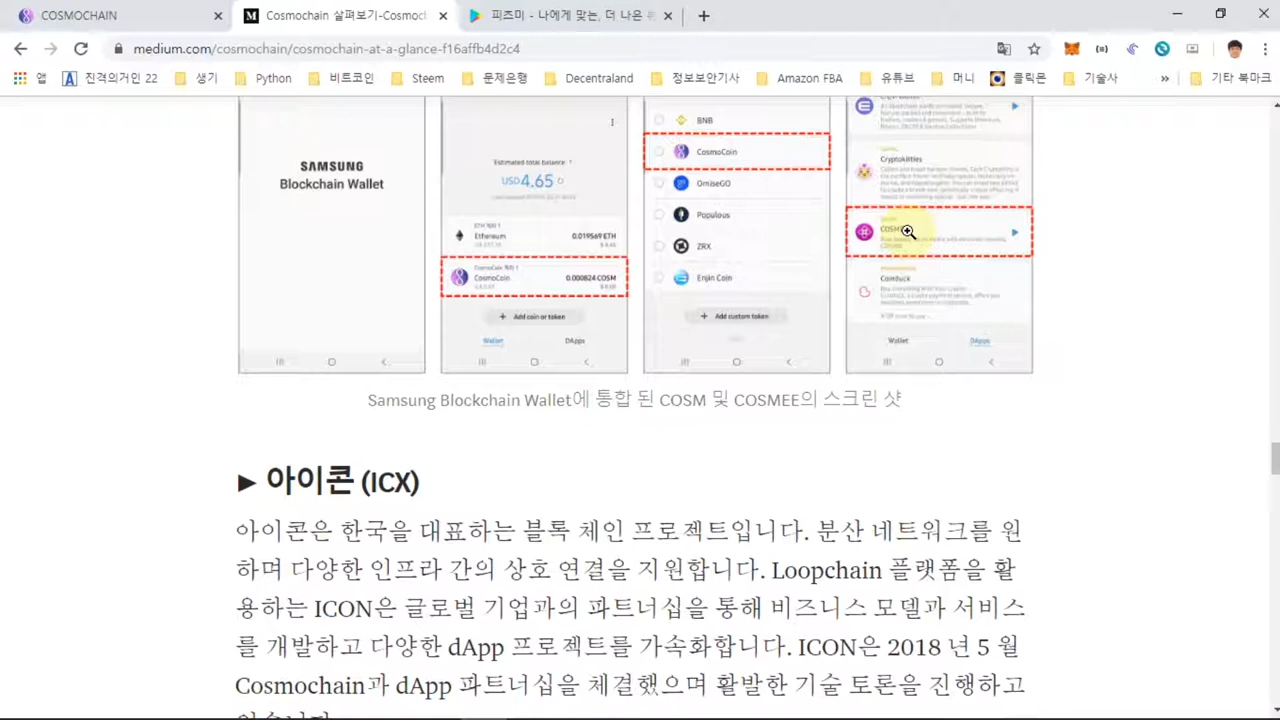 COSMOCHAIN
Cosmochain 살펴보기-Cosmoc
피즈미 - 나에게 맞는, 더 나은
medium.com/cosmochain/cosmochain-at-a-glance-f16affb4d2c4
앱 진격의거인 22 생기 Python 비트코인 Steem 문제은행 Decentraland 정보보안기사 Amazon FBA 유튜브 머니 클릭몬 기술사 » 기타 북마크
SAMSUNG
Blockchain Wallet
Estimated total balance:
USD 4.65
Ethereum 0.019569 ETH
CosmoCoin 0.000824 COSM
+ Add coin or token
Wallet DApps
BNB
CosmoCoin
OmiseGO
Populous
ZRX
Enjin Coin
+ Add custom token
Cryptokitties
Comduck
Wallet DApps
Samsung Blockchain Wallet에 통합 된 COSM 및 COSMEE의 스크린 샷
► 아이콘 (ICX)
아이콘은 한국을 대표하는 블록 체인 프로젝트입니다. 분산 네트워크를 원
하며 다양한 인프라 간의 상호 연결을 지원합니다. Loopchain 플랫폼을 활
용하는 ICON은 글로벌 기업과의 파트너십을 통해 비즈니스 모델과 서비스
를 개발하고 다양한 dApp 프로젝트를 가속화합니다. ICON은 2018 년 5 월
Cosmochain과 dApp 파트너십을 체결했으며 활발한 기술 토론을 진행하고